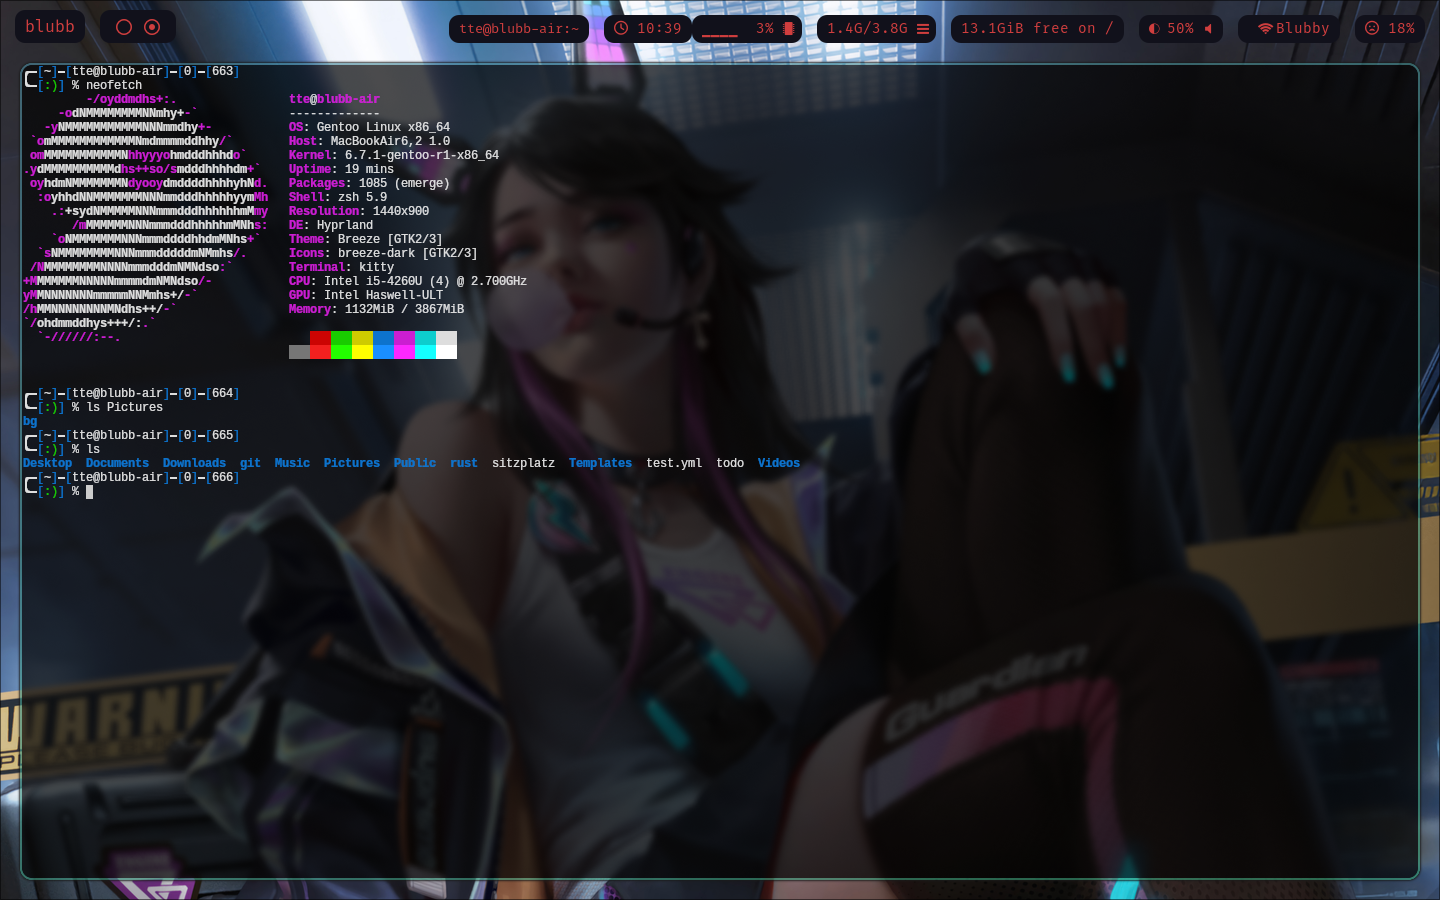 blubb
tte@blubb-air:~
10:39
____ 3%
1.4G/3.8G
13.1GiB free on /
50%
Blubby
18%
[~]—[tte@blubb-air]—[0]—[663]
[:)] % neofetch
-/oyddmdhs+:.
-odNMMMMMMMMNNmhy+-`
-yNMMMMMMMMMMMNNNmmdhy+-
`omMMMMMMMMMMMMNmdmmmmddhhy/`
omMMMMMMMMMMMNhhyyyohmdddhhhdo`
.ydMMMMMMMMMMdhs++so/smdddhhhhdm+`
oyhdmNMMMMMMMNdyooydmddddhhhhyhNd.
:oyhhdNNMMMMMMMNNNmmdddhhhhhyymMh
.:+sydNMMMMMNNNmmmdddhhhhhhmMmy
/mMMMMMMNNNmmmdddhhhhhmMNhs:
`oNMMMMMMMNNNmmmddddhhdmMNhs+`
`sNMMMMMMMMNNNmmmdddddmNMmhs/.
/NMMMMMMMMNNNNmmmdddmNMNdso:`
+MMMMMMMNNNNNmmmmdmNMNdso/-
yMMNNNNNNNmmmmmNNMmhs+/-`
/hMMNNNNNNNNMNdhs++/-`
`/ohdmmddhys+++/:.`
`-//////:--.
tte@blubb-air
-------------
OS: Gentoo Linux x86_64
Host: MacBookAir6,2 1.0
Kernel: 6.7.1-gentoo-r1-x86_64
Uptime: 19 mins
Packages: 1085 (emerge)
Shell: zsh 5.9
Resolution: 1440x900
DE: Hyprland
Theme: Breeze [GTK2/3]
Icons: breeze-dark [GTK2/3]
Terminal: kitty
CPU: Intel i5-4260U (4) @ 2.700GHz
GPU: Intel Haswell-ULT
Memory: 1132MiB / 3867MiB
[~]—[tte@blubb-air]—[0]—[664]
[:)] % ls Pictures
bg
[~]—[tte@blubb-air]—[0]—[665]
[:)] % ls
Desktop Documents Downloads git Music Pictures Public rust sitzplatz Templates test.yml todo Videos
[~]—[tte@blubb-air]—[0]—[666]
[:)] %
Guardian